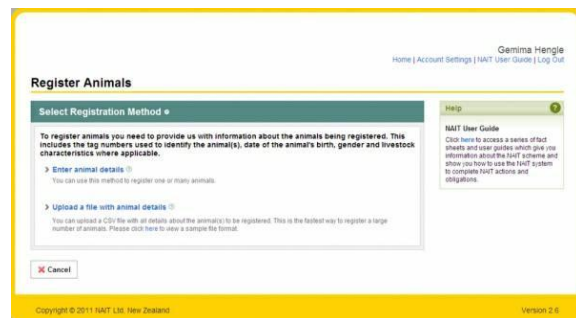 Gemima Hengle
Home | Account Settings | NAIT User Guide | Log Out
Register Animals
Select Registration Method
To register animals you need to provide us with information about the animals being registered. This
includes the tag numbers used to identify the animal(s), date of the animal's birth, gender and livestock
characteristics where applicable.
Enter animal details
You can use this method to register one or many animals.
Upload a file with animal details
You can upload a CSV file with all details about the animal(s) to be registered. This is the fastest way to register a large
number of animals. Please click here to view a sample file format.
Cancel
Help
NAIT User Guide
Click here to access a series of fact
sheets and user guides which give you
information about the NAIT scheme and
show you how to use the NAIT system
to complete NAIT actions and
obligations.
Copyright © 2011 NAIT Ltd. New Zealand
Version 2.6